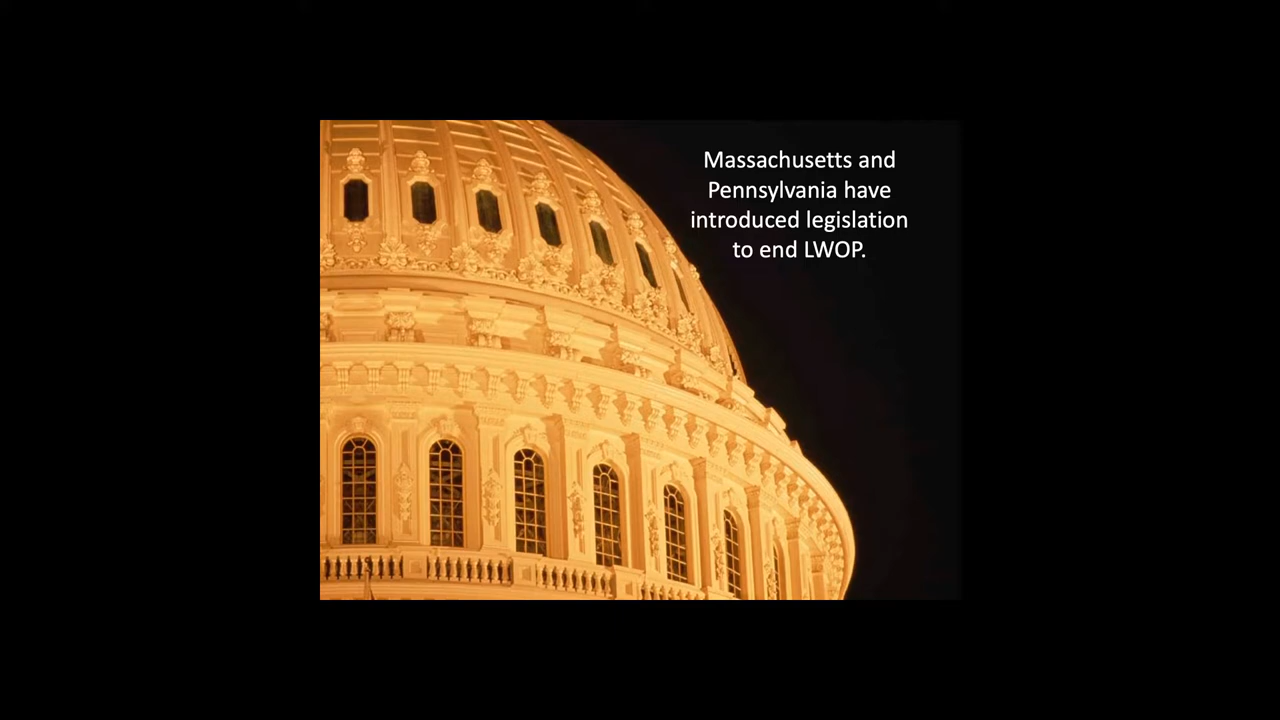 Massachusetts and
Pennsylvania have
introduced legislation
to end LWOP.